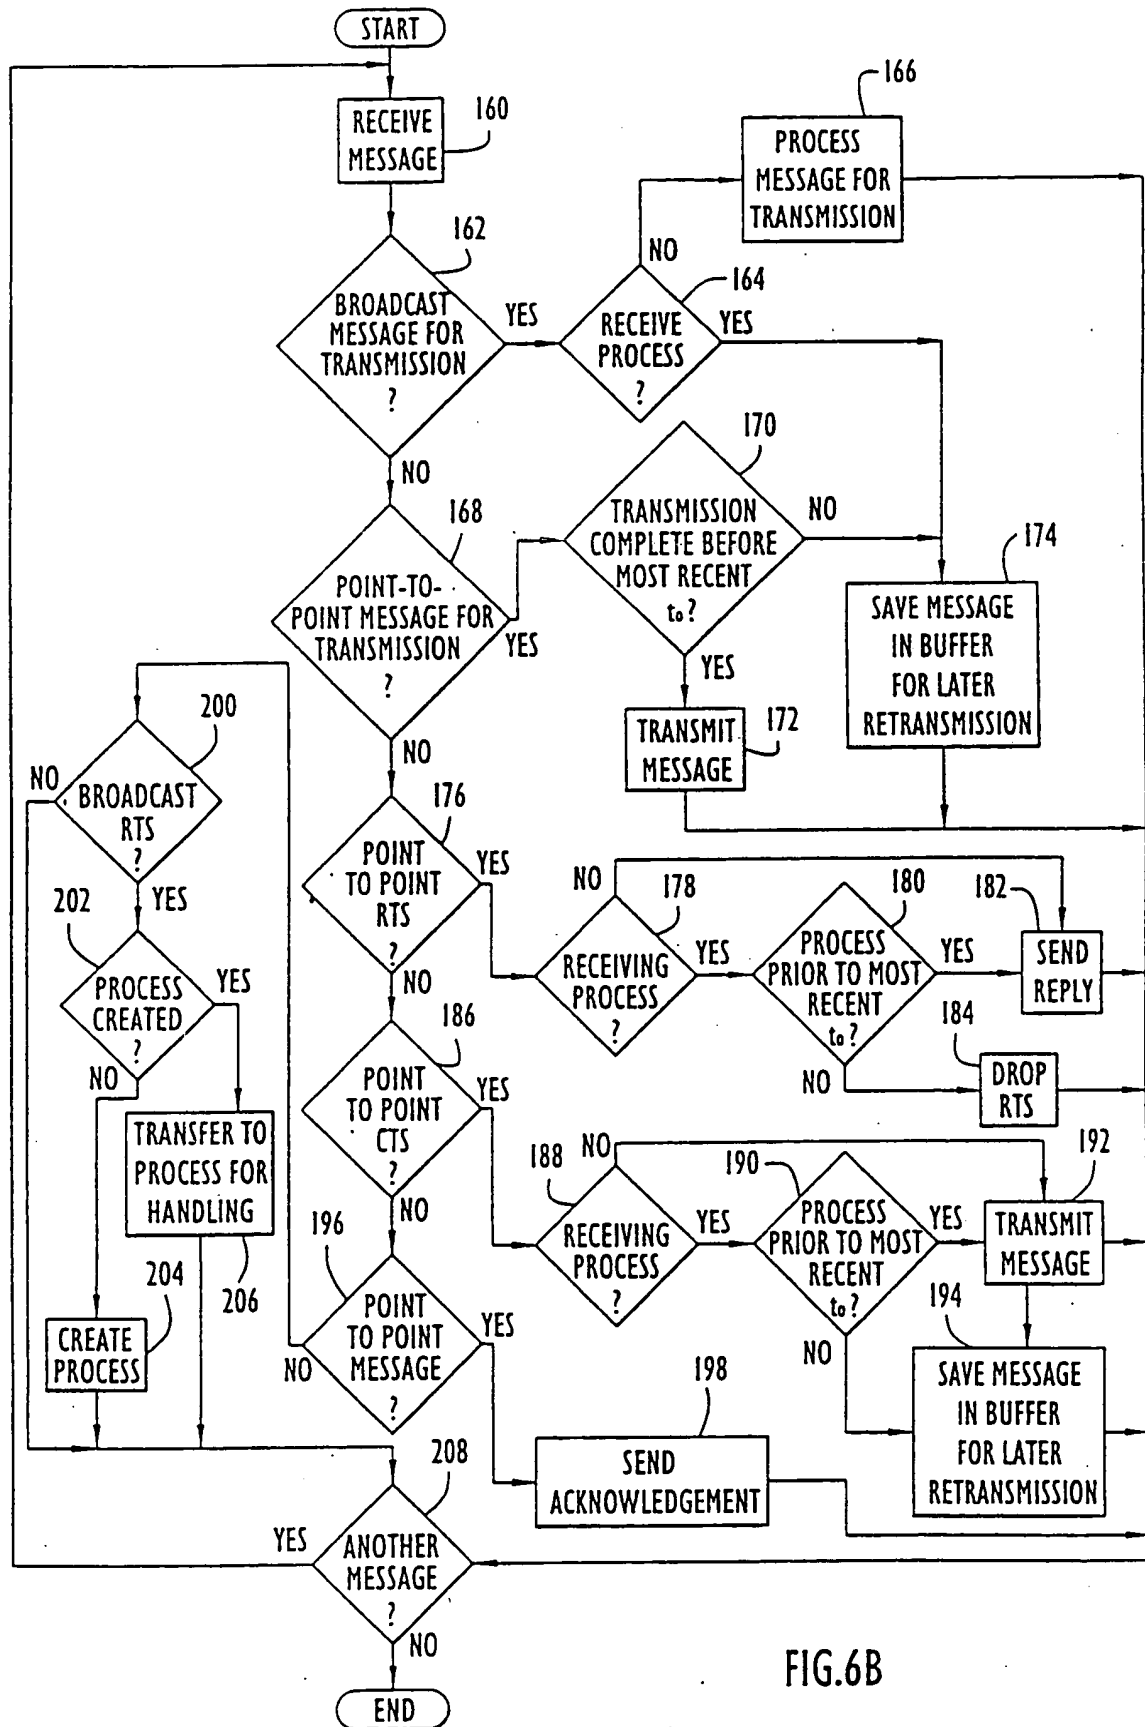 START
RECEIVE
MESSAGE
160
166
PROCESS
MESSAGE FOR
TRANSMISSION
162
BROADCAST
MESSAGE FOR
TRANSMISSION
?
YES
NO
164
RECEIVE
PROCESS
?
YES
NO
168
POINT-TO-
POINT MESSAGE FOR
TRANSMISSION
?
YES
170
TRANSMISSION
COMPLETE BEFORE
MOST RECENT
to?
NO
YES
172
TRANSMIT
MESSAGE
174
SAVE MESSAGE
IN BUFFER
FOR LATER
RETRANSMISSION
NO
200
BROADCAST
RTS
?
NO
YES
202
PROCESS
CREATED
?
YES
NO
TRANSFER TO
PROCESS FOR
HANDLING
206
204
CREATE
PROCESS
176
POINT
TO POINT
RTS
?
YES
NO
178
RECEIVING
PROCESS
?
NO
YES
180
PROCESS
PRIOR TO MOST
RECENT
to?
YES
182
SEND
REPLY
NO
184
DROP
RTS
186
POINT
TO POINT
CTS
?
YES
NO
188
RECEIVING
PROCESS
?
NO
YES
190
PROCESS
PRIOR TO MOST
RECENT
to?
YES
192
TRANSMIT
MESSAGE
NO
194
SAVE MESSAGE
IN BUFFER
FOR LATER
RETRANSMISSION
196
POINT
TO POINT
MESSAGE
?
YES
NO
198
SEND
ACKNOWLEDGEMENT
208
ANOTHER
MESSAGE
?
YES
NO
END
FIG.6B